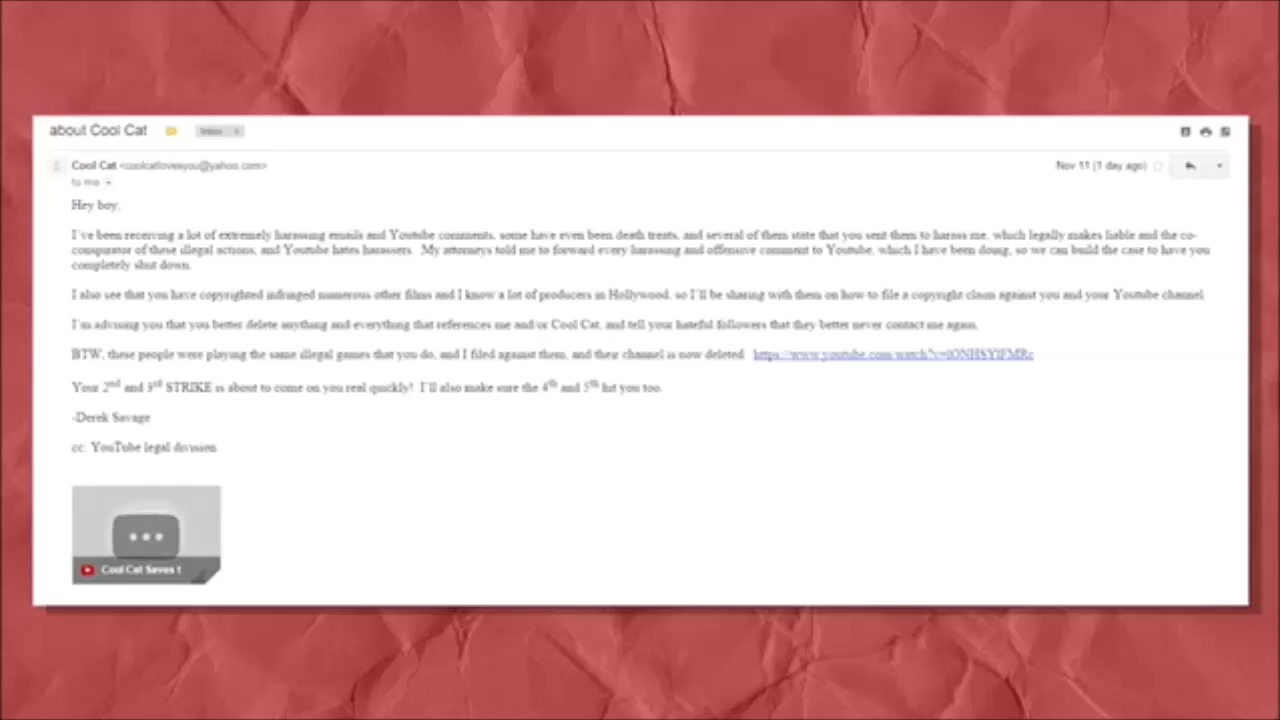 about Cool Cat
Inbox x
Cool Cat <coolcatlovesyou@yahoo.com>
Nov 11 (1 day ago)
to me
Hey boy,
I've been receiving a lot of extremely harassing emails and Youtube comments, some have even been death treats, and several of them state that you sent them to harass me, which legally makes liable and the co-
conspirator of these illegal actions, and Youtube hates harassers. My attorneys told me to forward every harassing and offensive comment to Youtube, which I have been doing, so we can build the case to have you
completely shut down.
I also see that you have copyrighted infringed numerous other films and I know a lot of producers in Hollywood, so I'll be sharing with them on how to file a copyright claim against you and your Youtube channel.
I'm advising you that you better delete anything and everything that references me and/or Cool Cat, and tell your hateful followers that they better never contact me again.
BTW, these people were playing the same illegal games that you do, and I filed against them, and their channel is now deleted.
Your 2nd and 3rd STRIKE is about to come on you real quickly! I'll also make sure the 4th and 5th hit you too.
-Derek Savage
cc: YouTube legal division
Cool Cat Saves t